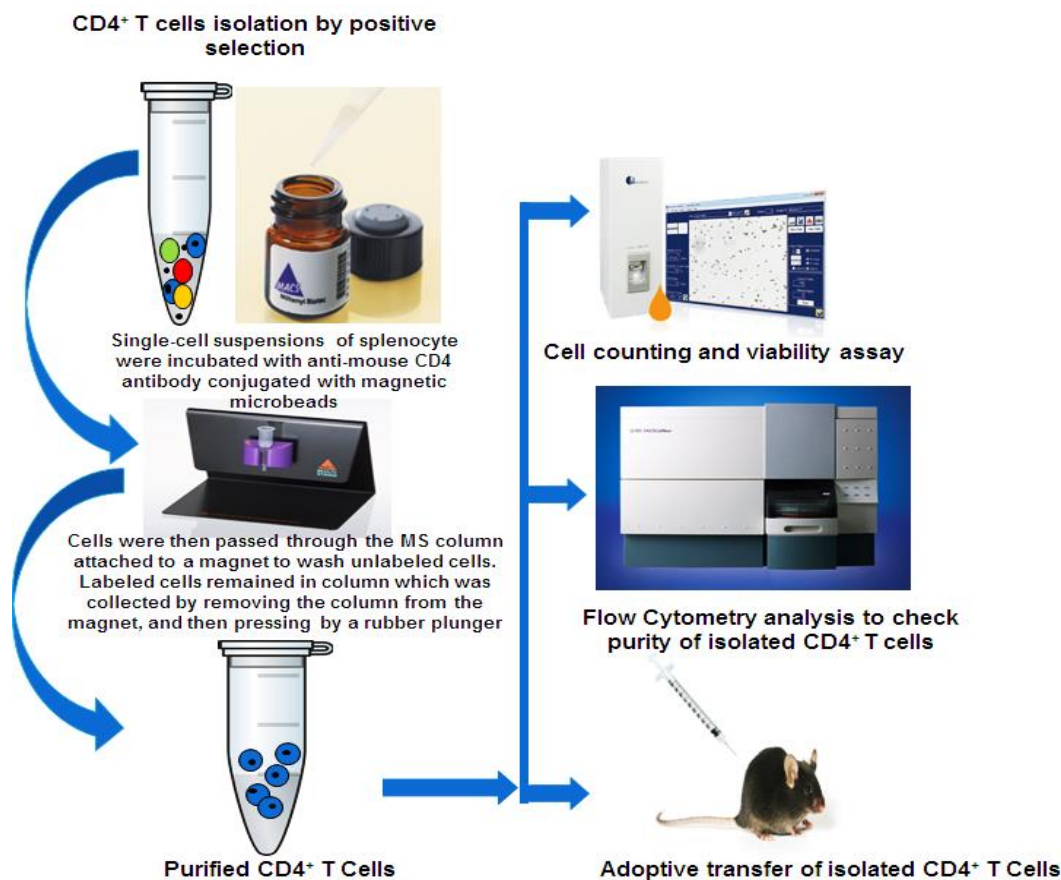 CD4⁺ T cells isolation by positive
selection
MACS
Miltenyi Biotec
Single-cell suspensions of splenocyte
were incubated with anti-mouse CD4
antibody conjugated with magnetic
microbeads
Cells were then passed through the MS column
attached to a magnet to wash unlabeled cells.
Labeled cells remained in column which was
collected by removing the column from the
magnet, and then pressing by a rubber plunger
Purified CD4⁺ T Cells
Cell counting and viability assay
Flow Cytometry analysis to check
purity of isolated CD4⁺ T cells
Adoptive transfer of isolated CD4⁺ T Cells